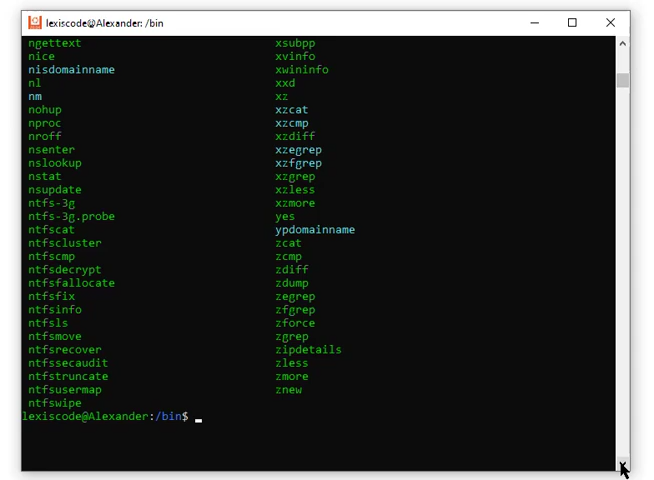 lexiscode@Alexander: /bin
ngettext xsubpp
nice xvinfo
nisdomainname xwininfo
nl xxd
nm xz
nohup xzcat
nproc xzcmp
nroff xzdiff
nsenter xzegrep
nslookup xzfgrep
nstat xzgrep
nsupdate xzless
ntfs-3g xzmore
ntfs-3g.probe yes
ntfscat ypdomainname
ntfscluster zcat
ntfscmp zcmp
ntfsdecrypt zdiff
ntfsfallocate zdump
ntfsfix zegrep
ntfsinfo zfgrep
ntfsls zforce
ntfsmove zgrep
ntfsrecover zipdetails
ntfssecaudit zless
ntfstruncate zmore
ntfsusermap znew
ntfswipe
lexiscode@Alexander:/bin$ _